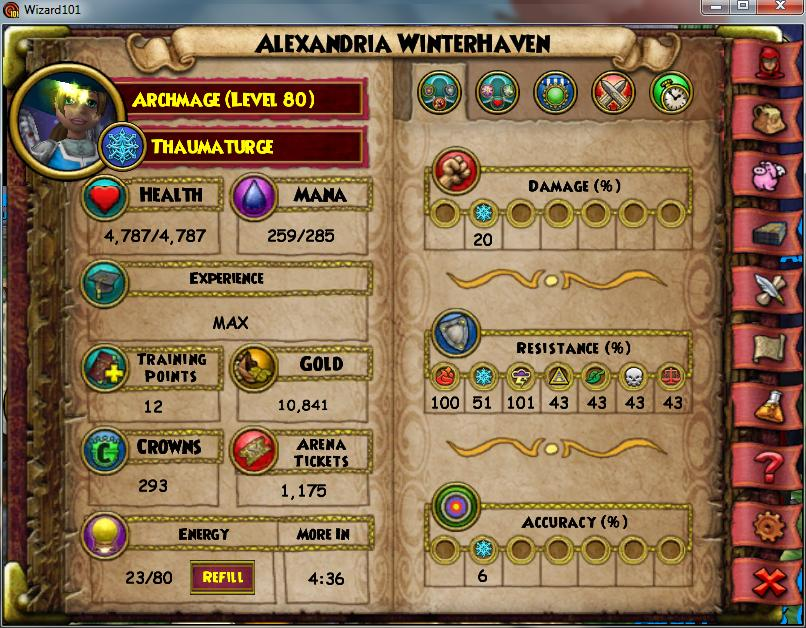 Wizard101
ALEXANDRIA WINTERHAVEN
ARCHMAGE (LEVEL 80)
THAUMATURGE
HEALTH
MANA
4,787/4,787
259/285
EXPERIENCE
MAX
TRAINING
POINTS
GOLD
12
10,841
CROWNS
ARENA
TICKETS
293
1,175
ENERGY
MORE IN
23/80
REFILL
4:36
DAMAGE (%)
20
RESISTANCE (%)
100 51 101 43 43 43 43
ACCURACY (%)
6